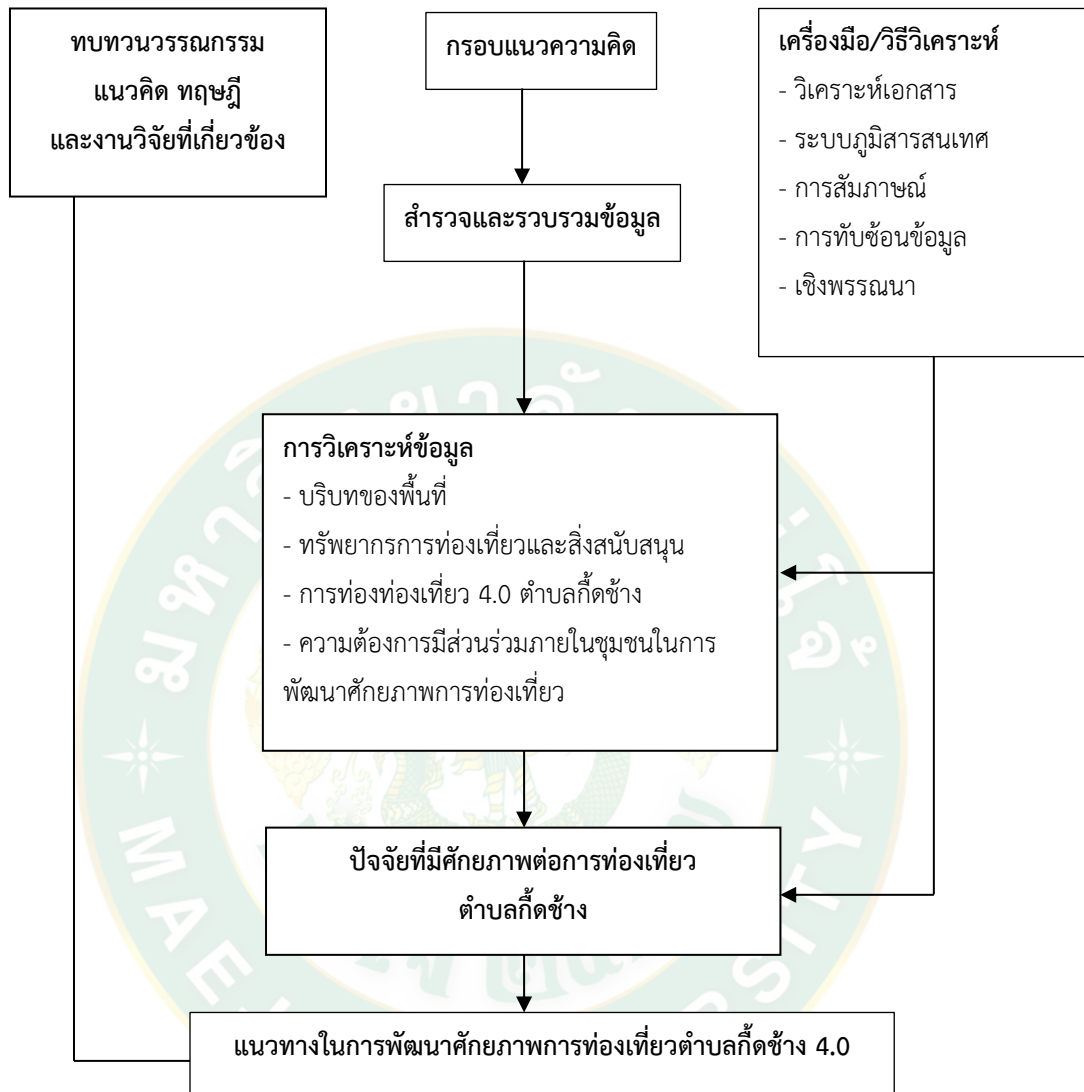 ทบทวนวรรณกรรม
แนวคิด ทฤษฎี
และงานวิจัยที่เกี่ยวข้อง
กรอบแนวความคิด
เครื่องมือ/วิธีวิเคราะห์
- วิเคราะห์เอกสาร
- ระบบภูมิสารสนเทศ
- การสัมภาษณ์
- การทับซ้อนข้อมูล
- เชิงพรรณนา
สำรวจและรวบรวมข้อมูล
การวิเคราะห์ข้อมูล
- บริบทของพื้นที่
- ทรัพยากรการท่องเที่ยวและสิ่งสนับสนุน
- การท่องท่องเที่ยว 4.0 ตำบลกื้ดช้าง
- ความต้องการมีส่วนร่วมภายในชุมชนในการ
พัฒนาศักยภาพการท่องเที่ยว
ปัจจัยที่มีศักยภาพต่อการท่องเที่ยว
ตำบลกื้ดช้าง
แนวทางในการพัฒนาศักยภาพการท่องเที่ยวตำบลกื้ดช้าง 4.0